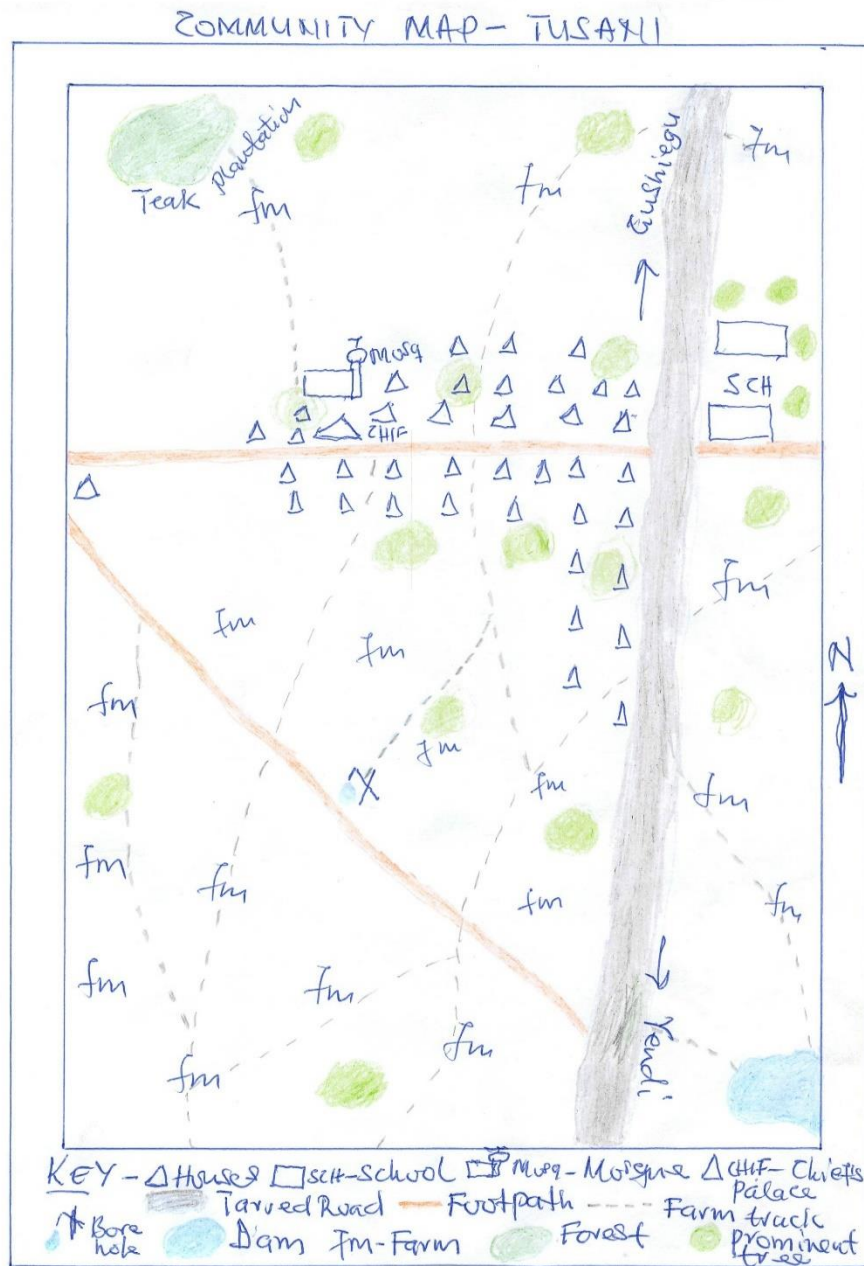 COMMUNITY MAP - TUSANI
Teak plantation
fm
fm
Gushiegu
fm
Mosq
SCH
CHIF
fm
fm
fm
N
fm
fm
fm
fm
fm
fm
fm
fm
fm
fm
fm
fm
fm
Yendi
KEY - Houses SCH-School Mosq-Moisque CHIF-Chief's
Palace
Tarved Road Footpath Farm track
Bore hole Dam fm-Farm Forest prominent tree